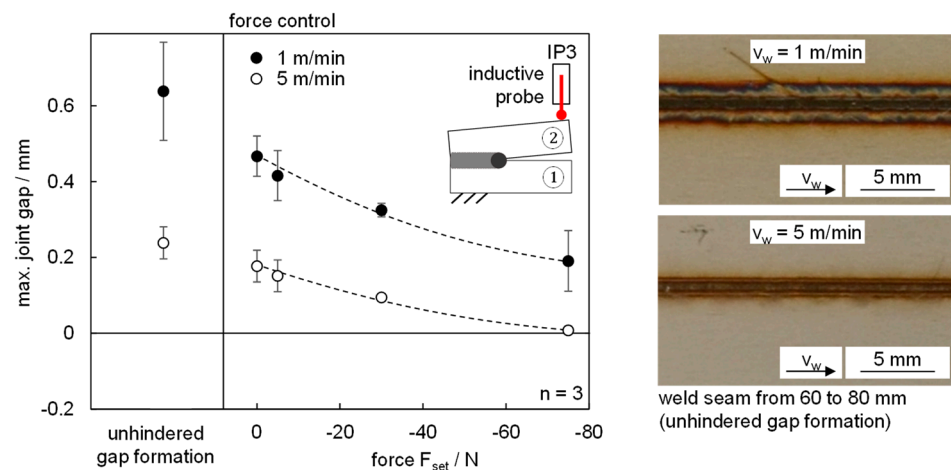 force control
1 m/min
5 m/min
IP3
inductive
probe
②
①
max. joint gap / mm
0.6
0.4
0.2
0
-0.2
n = 3
unhindered
gap formation
0 -20 -40 -60 -80
force F_set / N
v_w = 1 m/min
v_w
5 mm
v_w = 5 m/min
v_w
5 mm
weld seam from 60 to 80 mm
(unhindered gap formation)